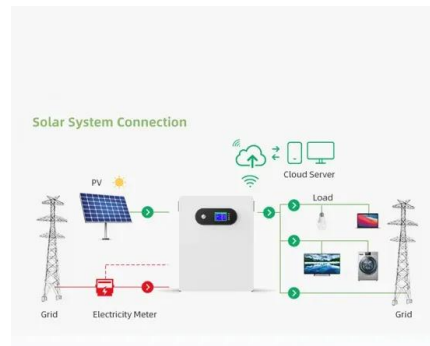 Solar System Connection
Cloud Server
PV
Load
Grid
Electricity Meter
Grid